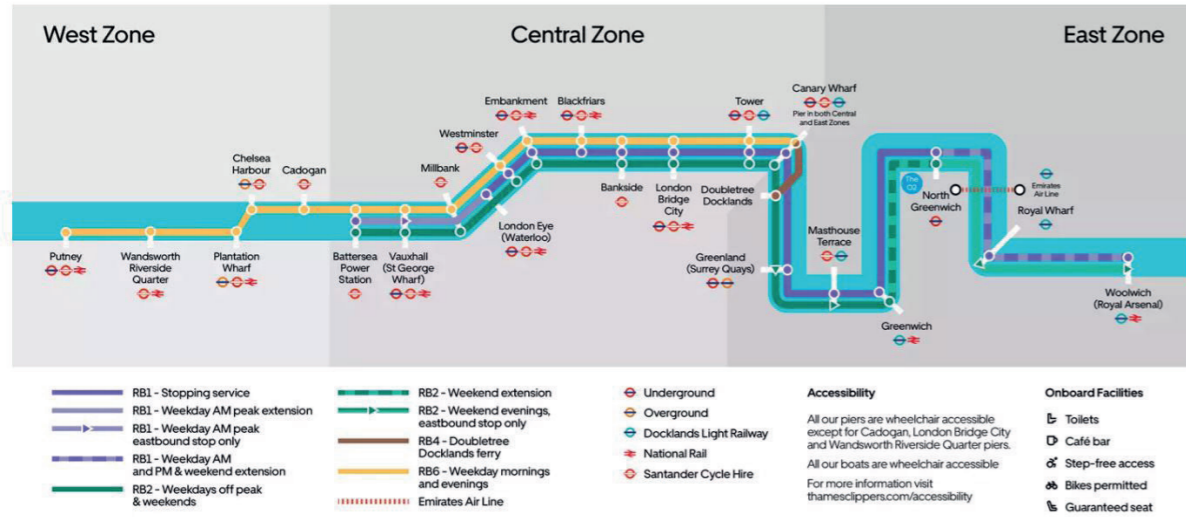 West Zone
Central Zone
East Zone
Embankment
Blackfriars
Tower
Canary Wharf
Pier in both Central
and East Zones
Westminster
Chelsea
Harbour
Cadogan
Millbank
Bankside
London
Bridge
City
Doubletree
Docklands
The
O2
North
Greenwich
Emirates
Air Line
Royal Wharf
Putney
Wandsworth
Riverside
Quarter
Plantation
Wharf
Battersea
Power
Station
Vauxhall
(St George
Wharf)
London Eye
(Waterloo)
Greenland
(Surrey Quays)
Masthouse
Terrace
Greenwich
Woolwich
(Royal Arsenal)
RB1 - Stopping service
RB1 - Weekday AM peak extension
RB1 - Weekday AM peak
eastbound stop only
RB1 - Weekday AM
and PM & weekend extension
RB2 - Weekdays off peak
& weekends
RB2 - Weekend extension
RB2 - Weekend evenings,
eastbound stop only
RB4 - Doubletree
Docklands ferry
RB6 - Weekday mornings
and evenings
Emirates Air Line
Underground
Overground
Docklands Light Railway
National Rail
Santander Cycle Hire
Accessibility
All our piers are wheelchair accessible
except for Cadogan, London Bridge City
and Wandsworth Riverside Quarter piers.
All our boats are wheelchair accessible
For more information visit
thamesclippers.com/accessibility
Onboard Facilities
Toilets
Café bar
Step-free access
Bikes permitted
Guaranteed seat